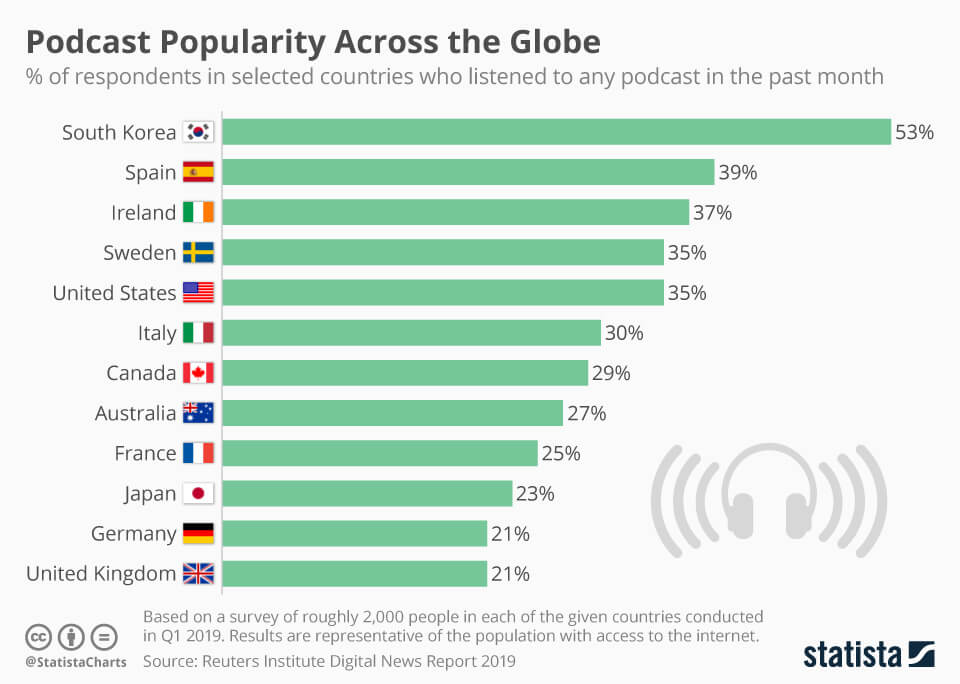 Podcast Popularity Across the Globe
% of respondents in selected countries who listened to any podcast in the past month
South Korea 53%
Spain 39%
Ireland 37%
Sweden 35%
United States 35%
Italy 30%
Canada 29%
Australia 27%
France 25%
Japan 23%
Germany 21%
United Kingdom 21%
Based on a survey of roughly 2,000 people in each of the given countries conducted
in Q1 2019. Results are representative of the population with access to the internet.
cc
@StatistaCharts Source: Reuters Institute Digital News Report 2019
statista